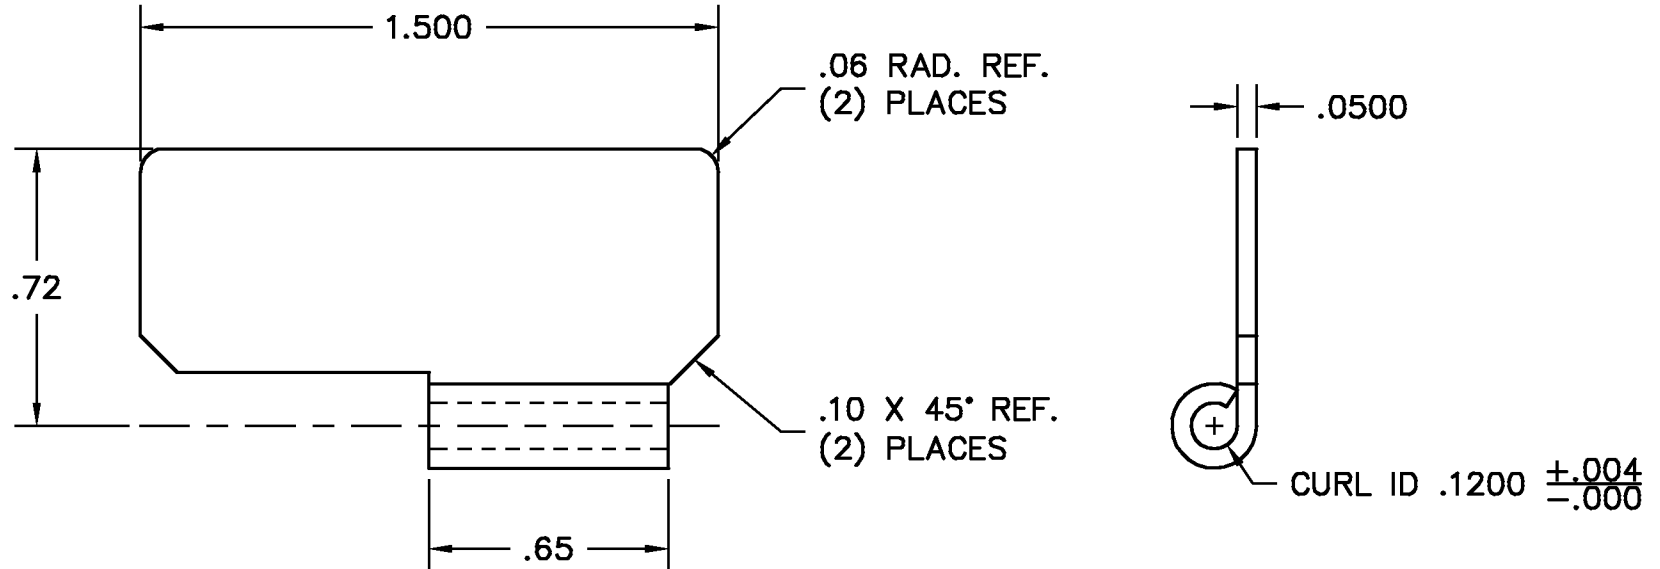 1.500
.06 RAD. REF.
(2) PLACES
.0500
.72
.10 X 45° REF.
(2) PLACES
CURL ID .1200 +.004
-.000
.65